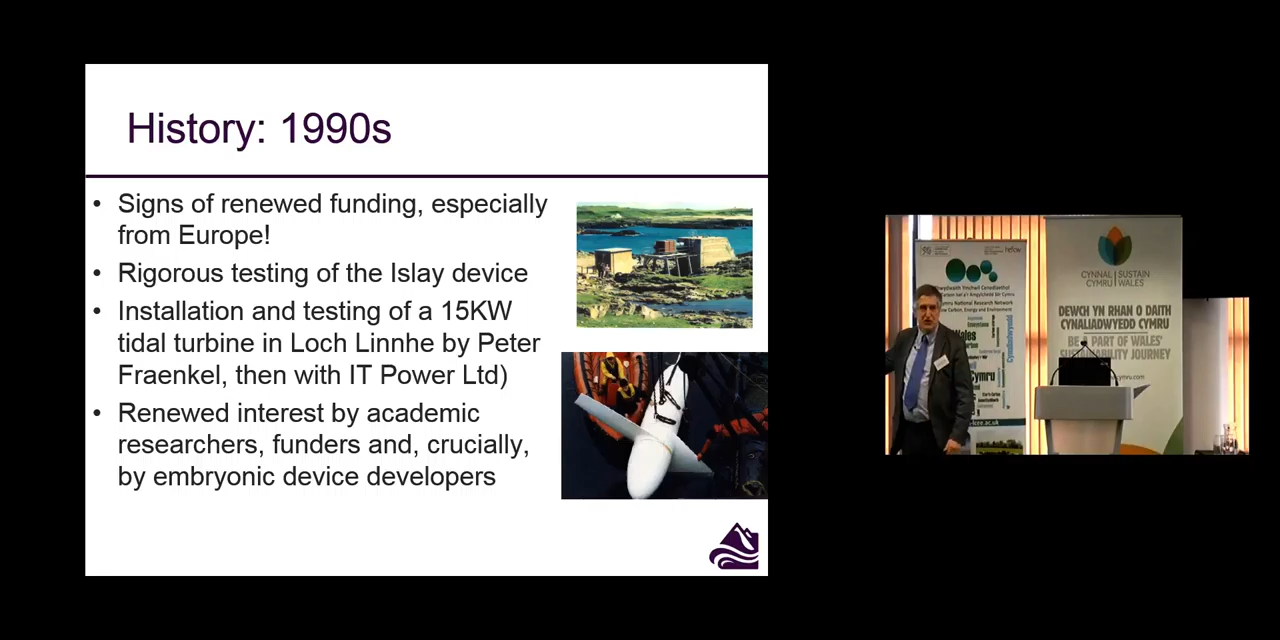 History: 1990s
• Signs of renewed funding, especially
from Europe!
• Rigorous testing of the Islay device
• Installation and testing of a 15KW
tidal turbine in Loch Linnhe by Peter
Fraenkel, then with IT Power Ltd)
• Renewed interest by academic
researchers, funders and, crucially,
by embryonic device developers
CYNNAL SUSTAIN
CYMRU WALES
DEWCH YN RHAN O DAITH
CYNALIADWYEDD CYMRU
BE A PART OF WALES'
SUSTAINABILITY JOURNEY